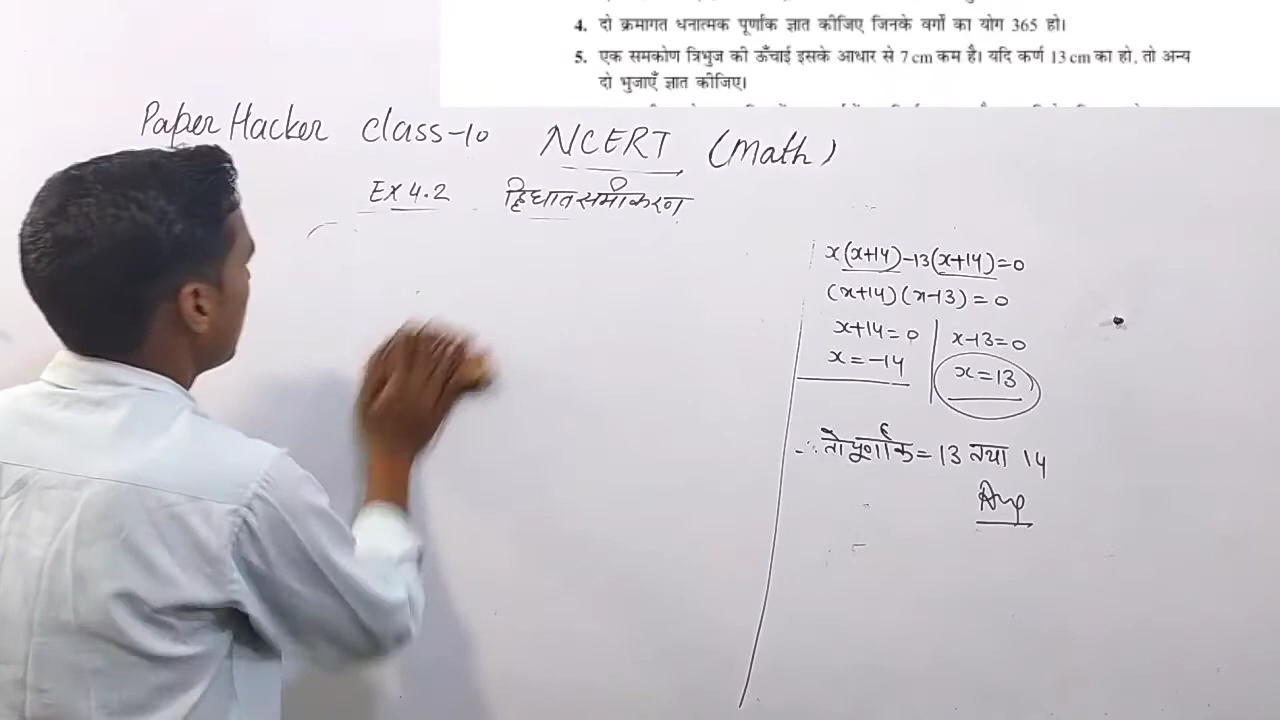 4. दो क्रमागत धनात्मक पूर्णांक ज्ञात कीजिए जिनके वर्गों का योग 365 हो।
5. एक समकोण त्रिभुज की ऊँचाई इसके आधार से 7 cm कम है। यदि कर्ण 13 cm का हो, तो अन्य
दो भुजाएँ ज्ञात कीजिए।
Paper Hacker class-10 NCERT (Math)
Ex 4.2 द्विघात समीकरण
x(x+14)-13(x+14)=0
(x+14)(x-13)=0
x+14=0 x-13=0
x=-14 x=13
∴ तो पूर्णांक = 13 तथा 14
Ans